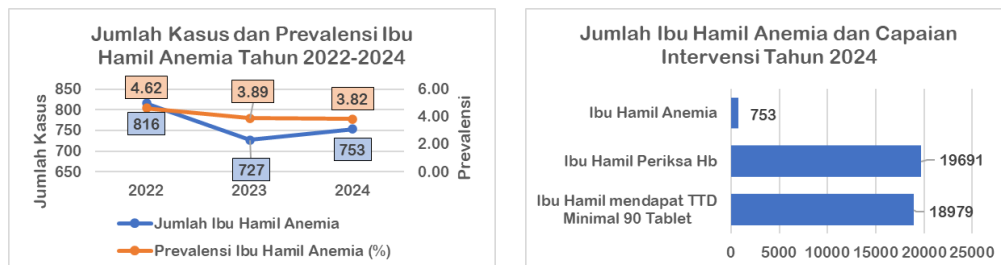 Jumlah Kasus dan Prevalensi Ibu
Hamil Anemia Tahun 2022-2024
4.62
3.89
3.82
850
800
750
700
650
6.00
4.00
2.00
0.00
816
727
753
Jumlah Kasus
Prevalensi
2022
2023
2024
Jumlah Ibu Hamil Anemia
Prevalensi Ibu Hamil Anemia (%)
Jumlah Ibu Hamil Anemia dan Capaian
Intervensi Tahun 2024
Ibu Hamil Anemia
753
Ibu Hamil Periksa Hb
19691
Ibu Hamil mendapat TTD
Minimal 90 Tablet
18979
0 5000 10000 15000 20000 25000